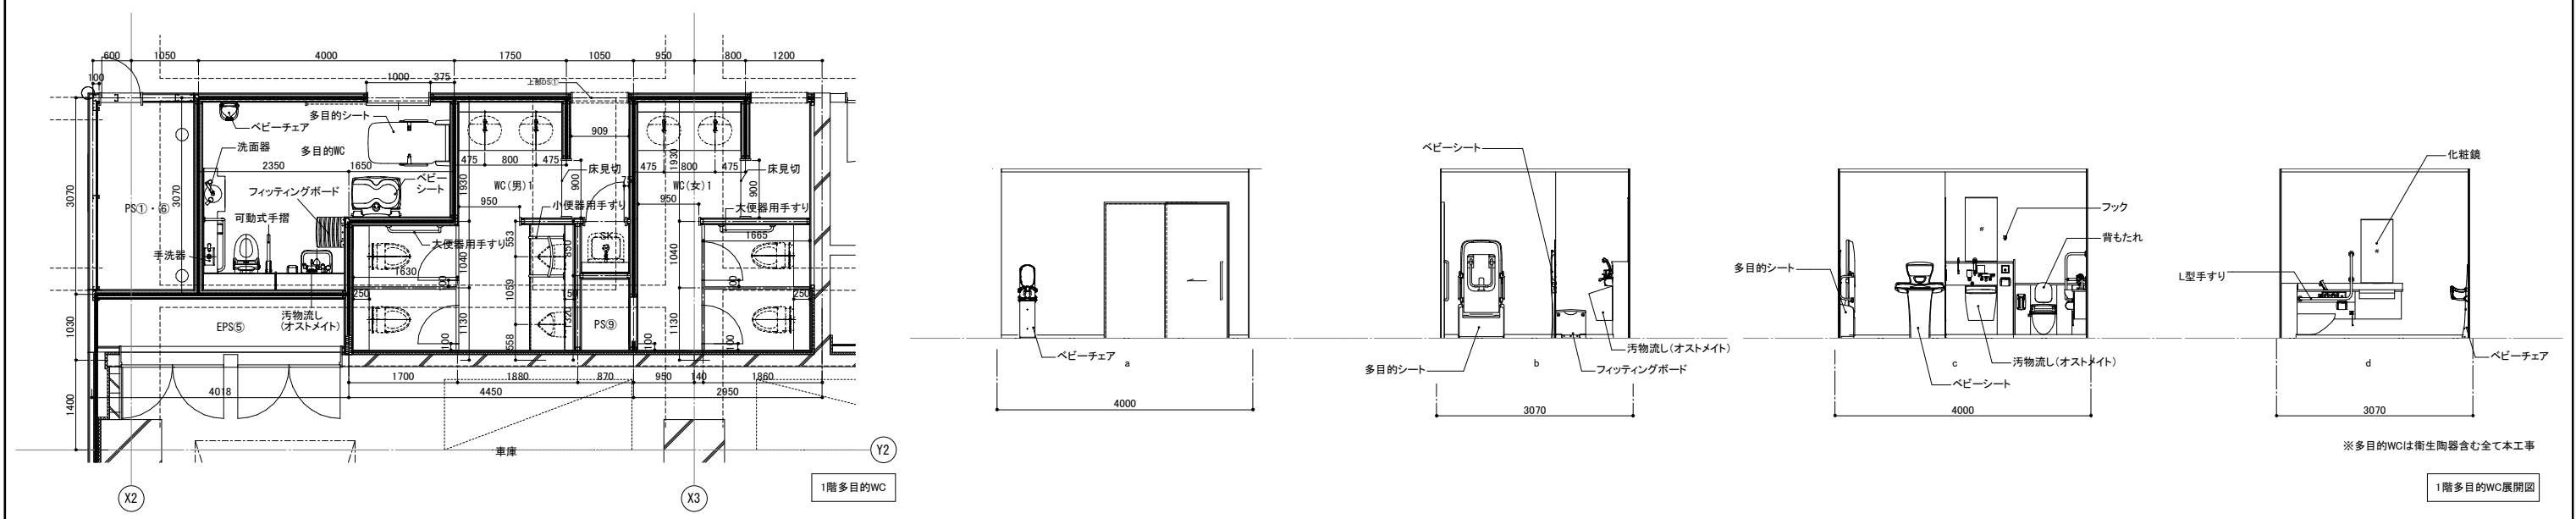 600
1050
4000
1750
1050
950
800
1200
100
1000
375
上部DS①
多目的シート
ベビーチェア
洗面器
多目的WC
2350
1650
ベビー
シート
フィッティングボード
可動式手摺
手洗器
汚物流し
(オストメイト)
PS①・⑥
3070
3070
1030
1400
EPS⑤
4018
475
800
475
1930
WC(男)1
950
909
床見切
900
75
小便器用手すり
大便器用手すり
553
850
1040
1630
100
250
1059
150
1320
1130
100
558
SK
PS⑨
100
475
800
475
1930
WC(女)1
950
床見切
900
大便器用手すり
1665
1040
100
250
1130
100
1700
1880
870
950
140
1860
4450
2950
車庫
X2
X3
Y2
1階多目的WC
ベビーチェア
a
4000
ベビーシート
多目的シート
汚物流し(オストメイト)
フィッティングボード
b
3070
多目的シート
フック
背もたれ
汚物流し(オストメイト)
ベビーシート
c
4000
化粧鏡
L型手すり
ベビーチェア
d
3070
※多目的WCは衛生陶器含む全て本工事
1階多目的WC展開図